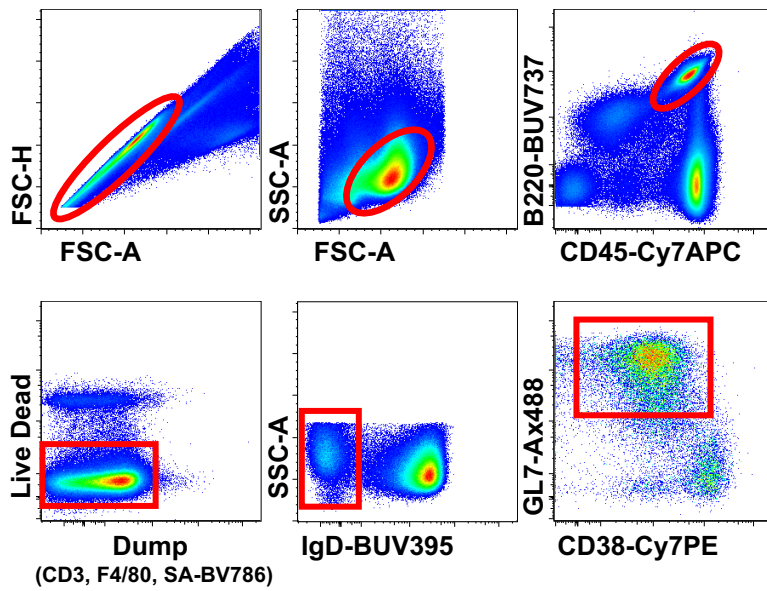 FSC-H
FSC-A
SSC-A
FSC-A
B220-BUV737
CD45-Cy7APC
Live Dead
Dump
(CD3, F4/80, SA-BV786)
SSC-A
IgD-BUV395
GL7-Ax488
CD38-Cy7PE